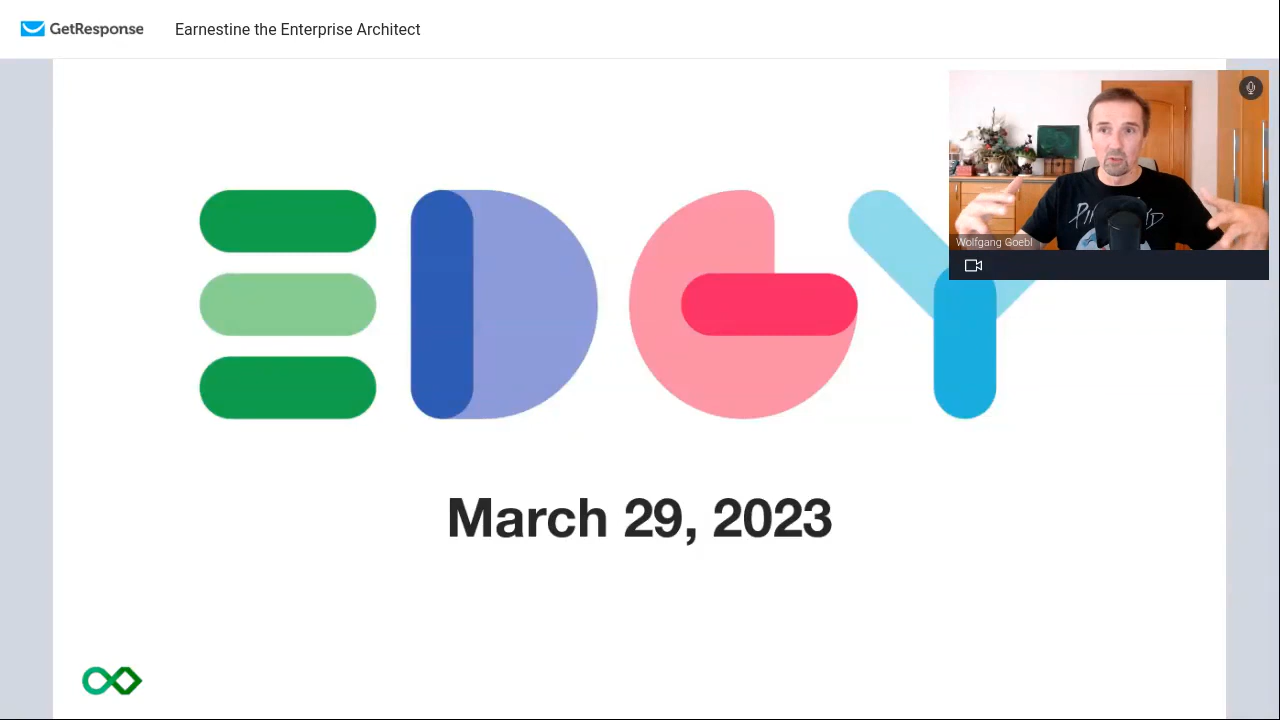 GetResponse
Earnestine the Enterprise Architect
EDGY
Wolfgang Goebl
March 29, 2023